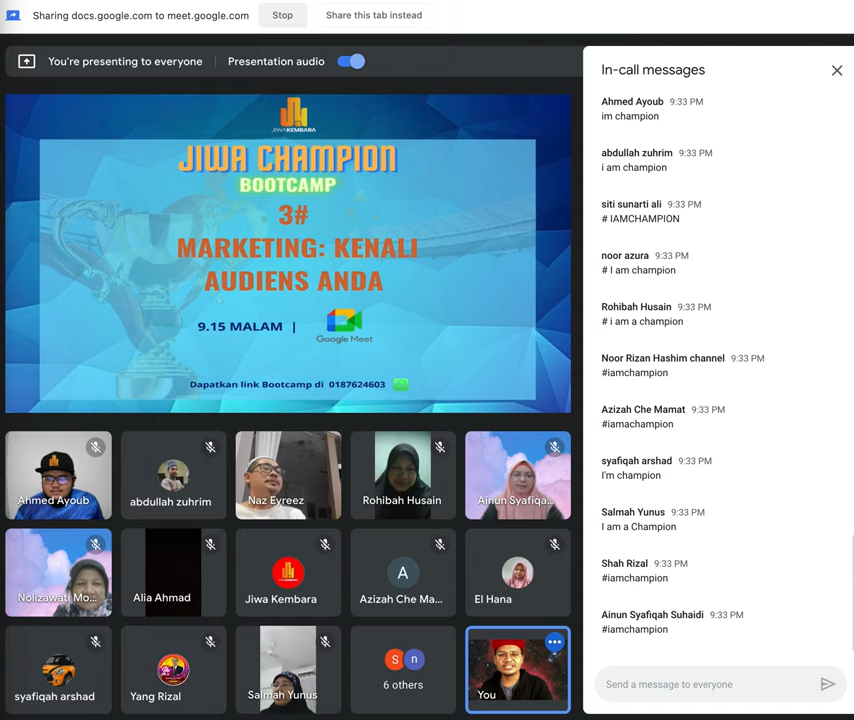 Sharing docs.google.com to meet.google.com
Stop
Share this tab instead
You're presenting to everyone
Presentation audio
JIWAKEMBARA
JIWA CHAMPION
BOOTCAMP
3#
MARKETING: KENALI
AUDIENS ANDA
9.15 MALAM |
Google Meet
Dapatkan link Bootcamp di 0187624603
Ahmed Ayoub
abdullah zuhrim
Naz Eyreez
Rohibah Husain
Ainun Syafiqa...
Nolizawati Mo...
Alia Ahmad
Jiwa Kembara
A
Azizah Che Ma...
El Hana
syafiqah arshad
Yang Rizal
Salmah Yunus
S n
6 others
You
In-call messages
Ahmed Ayoub 9:33 PM
im champion
abdullah zuhrim 9:33 PM
i am champion
siti sunarti ali 9:33 PM
# IAMCHAMPION
noor azura 9:33 PM
# I am champion
Rohibah Husain 9:33 PM
# i am a champion
Noor Rizan Hashim channel 9:33 PM
#iamchampion
Azizah Che Mamat 9:33 PM
#iamachampion
syafiqah arshad 9:33 PM
I'm champion
Salmah Yunus 9:33 PM
I am a Champion
Shah Rizal 9:33 PM
#iamchampion
Ainun Syafiqah Suhaidi 9:33 PM
#iamchampion
Send a message to everyone